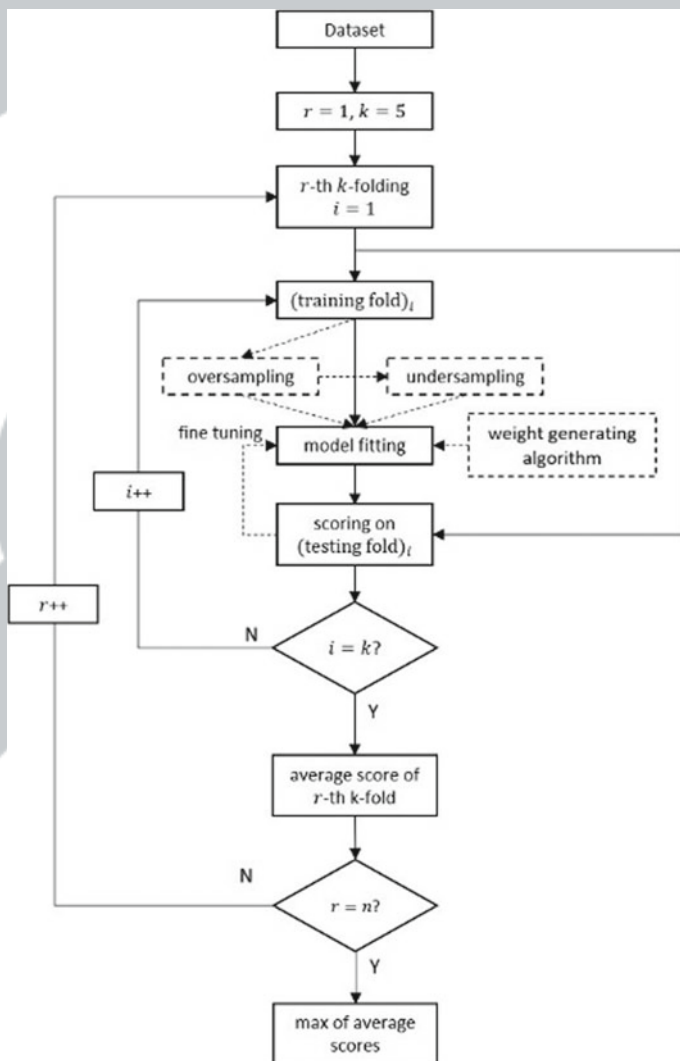 Dataset
r = 1, k = 5
r-th k-folding
i = 1
(training fold)ᵢ
oversampling
undersampling
fine tuning
model fitting
weight generating
algorithm
i++
scoring on
(testing fold)ᵢ
r++
N
i = k?
Y
average score of
r-th k-fold
N
r = n?
Y
max of average
scores